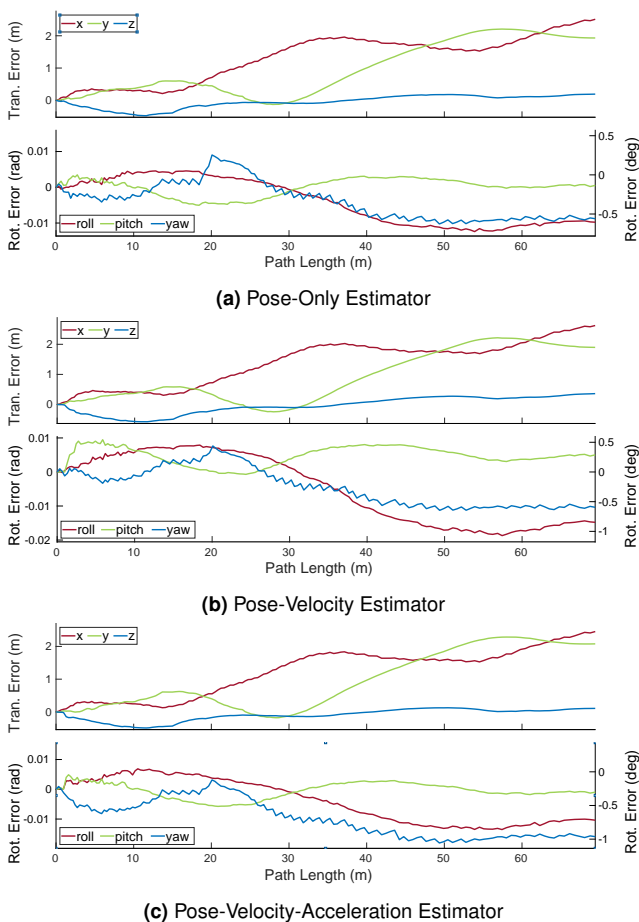 Tran. Error (m)
2
1
0
x y z
Rot. Error (rad)
0.01
0
-0.01
roll pitch yaw
0.5
0
-0.5
Rot. Error (deg)
0 10 20 30 40 50 60
Path Length (m)
(a) Pose-Only Estimator
Tran. Error (m)
2
0
x y z
Rot. Error (rad)
0.01
0
-0.01
-0.02
roll pitch yaw
0.5
0
-0.5
-1
Rot. Error (deg)
0 10 20 30 40 50 60
Path Length (m)
(b) Pose-Velocity Estimator
Tran. Error (m)
2
0
x y z
Rot. Error (rad)
0.01
0
-0.01
roll pitch yaw
0
-0.5
-1
Rot. Error (deg)
0 10 20 30 40 50 60
Path Length (m)
(c) Pose-Velocity-Acceleration Estimator